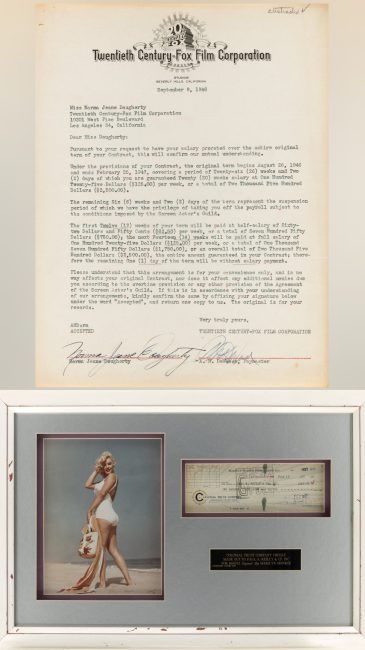 contracts
20th CENTURY FOX
Twentieth Century-Fox Film Corporation
STUDIOS
BEVERLY HILLS, CALIFORNIA
September 5, 1946
Miss Norma Jeane Dougherty
Twentieth Century-Fox Film Corporation
10201 West Pico Boulevard
Los Angeles 34, California
Dear Miss Dougherty:
Pursuant to your request to have your salary prorated over the entire original
term of your Contract, this will confirm our mutual understanding.
Under the provisions of your Contract, the original term begins August 26, 1946
and ends February 25, 1947, covering a period of Twenty-six (26) weeks and Two
(2) days of which you are guaranteed Twenty (20) weeks salary at One Hundred
Twenty-five Dollars ($125.00) per week, or a total of Two Thousand Five Hundred
Dollars ($2,500.00).
The remaining Six (6) weeks and Two (2) days of the term represent the suspension
period of which we have the privilege of taking you off the payroll subject to
the conditions imposed by the Screen Actor's Guild.
The first Twelve (12) weeks of your term will be paid at half-salary of Sixty-
two Dollars and Fifty Cents ($62.50) per week, or a total of Seven Hundred Fifty
Dollars ($750.00). The next Fourteen (14) weeks will be paid at full salary of
One Hundred Twenty-five Dollars ($125.00) per week, or a total of One Thousand
Seven Hundred Fifty Dollars ($1,750.00), or an overall total of Two Thousand Five
Hundred Dollars ($2,500.00), the entire amount guaranteed in your Contract; there-
fore the remaining days of the term will be without salary payment.
Please understand that this arrangement is for your convenience only, and in no
way affects your original Contract, nor does it affect any additional monies due
you according to the overtime provision or any other provision of the Agreement
of the Screen Actor's Guild. If this is in accordance with your understanding
of our arrangements, kindly confirm the same by affixing your signature below
under the word "Accepted", and return one copy to us. The original is for your
records.
Very truly yours,
ACCEPTED
TWENTIETH CENTURY-FOX FILM CORPORATION
Norma Jeane Dougherty
Norma Jeane Dougherty
Paymaster
COLONIAL TRUST COMPANY
COLONIAL TRUST COMPANY CHECK
MARILYN MONROE